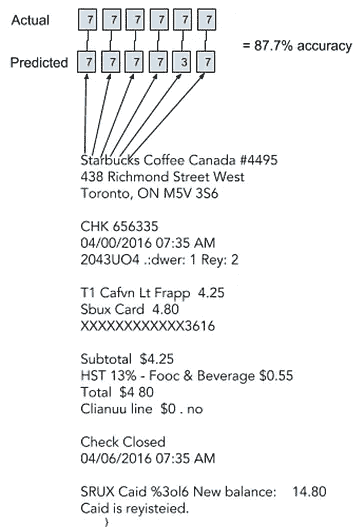 Actual 7 7 7 7 7 7
= 87.7% accuracy
Predicted 7 7 7 7 3 7
Starbucks Coffee Canada #4495
438 Richmond Street West
Toronto, ON M5V 3S6
CHK 656335
04/00/2016 07:35 AM
2043UO4 .:dwer: 1 Rey: 2
T1 Cafvn Lt Frapp 4.25
Sbux Card 4.80
XXXXXXXXXXXX3616
Subtotal $4.25
HST 13% - Fooc & Beverage $0.55
Total $4 80
Clianuu line $0 . no
Check Closed
04/06/2016 07:35 AM
SRUX Caid %3ol6 New balance: 14.80
Caid is reyisteied.
}